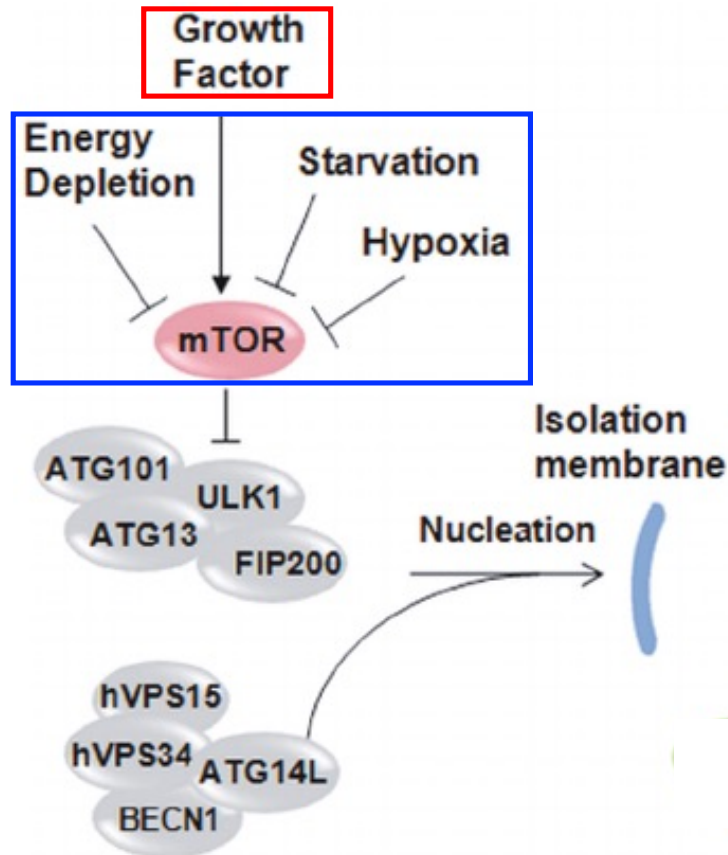 Growth
Factor
Energy
Depletion
Starvation
Hypoxia
mTOR
ATG101
ULK1
ATG13
FIP200
Isolation
membrane
Nucleation
hVPS15
hVPS34
ATG14L
BECN1